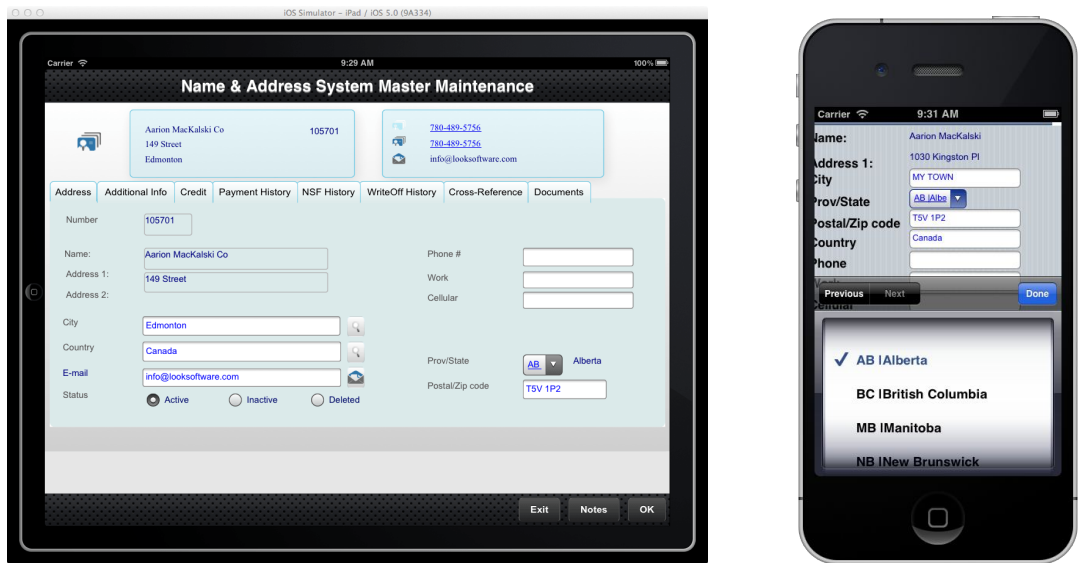 iOS Simulator – iPad / iOS 5.0 (9A334)
Carrier 9:29 AM 100%
Name & Address System Master Maintenance
Aarion MacKalski Co 105701
149 Street
Edmonton
780-489-5756
780-489-5756
info@looksoftware.com
Address Additional Info Credit Payment History NSF History WriteOff History Cross-Reference Documents
Number 105701
Name: Aarion MacKalski Co Phone #
Address 1: 149 Street Work
Address 2: Cellular
City Edmonton
Country Canada
Prov/State AB Alberta
E-mail info@looksoftware.com
Postal/Zip code T5V 1P2
Status Active Inactive Deleted
Exit Notes OK
Carrier 9:31 AM
Name: Aarion MacKalski
Address 1: 1030 Kingston Pl
City MY TOWN
Prov/State AB |Albe
Postal/Zip code T5V 1P2
Country Canada
Phone
Work
Previous Next Done
Cellular
AB |Alberta
BC |British Columbia
MB |Manitoba
NB |New Brunswick